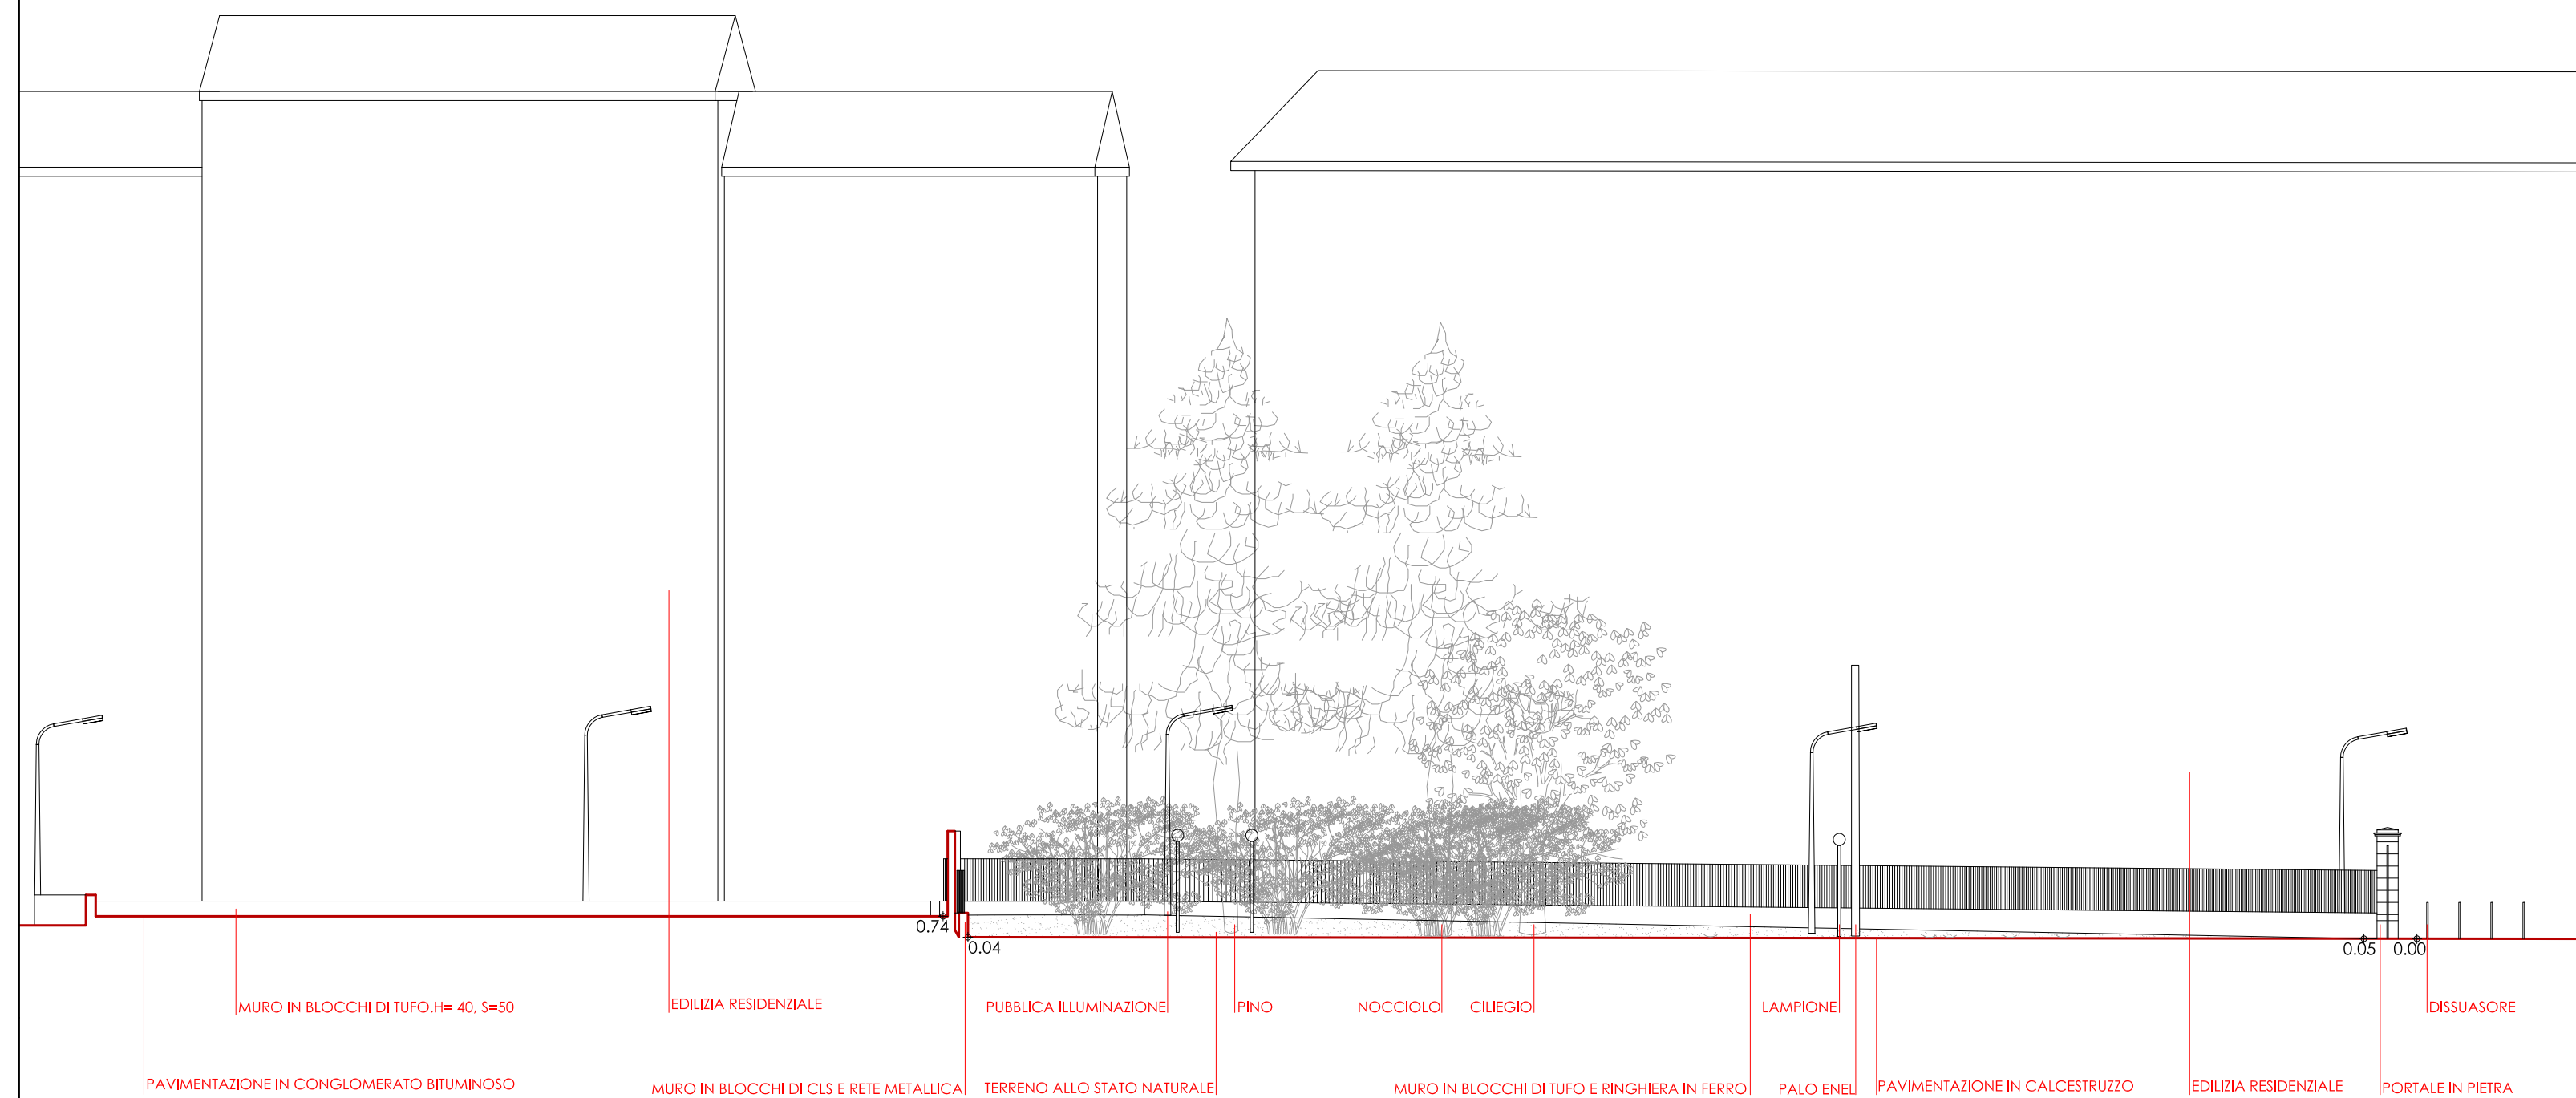 0.74
0.04
0.05
0.00
MURO IN BLOCCHI DI TUFO.H= 40, S=50
EDILIZIA RESIDENZIALE
PUBBLICA ILLUMINAZIONE
PINO
NOCCIOLO
CILIEGIO
LAMPIONE
DISSUASORE
PAVIMENTAZIONE IN CONGLOMERATO BITUMINOSO
MURO IN BLOCCHI DI CLS E RETE METALLICA
TERRENO ALLO STATO NATURALE
MURO IN BLOCCHI DI TUFO E RINGHIERA IN FERRO
PALO ENEL
PAVIMENTAZIONE IN CALCESTRUZZO
EDILIZIA RESIDENZIALE
PORTALE IN PIETRA